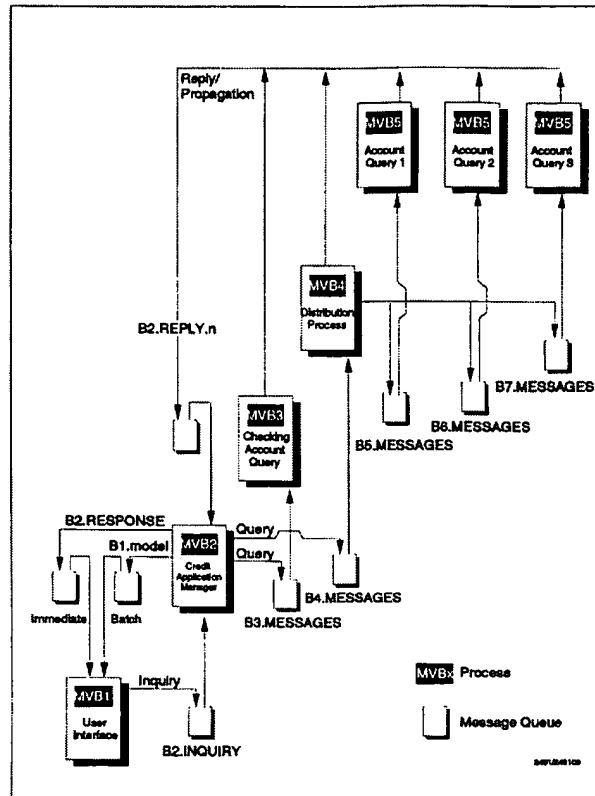 Reply/
Propagation
MVB5
Account
Query 1
MVB5
Account
Query 2
MVB5
Account
Query 3
MVB4
Distribution
Process
B2.REPLY.n
B7.MESSAGES
B6.MESSAGES
B5.MESSAGES
MVB3
Checking
Account
Query
B2.RESPONSE
B1.model
MVB2
Credit
Application
Manager
Query
Query
B4.MESSAGES
B3.MESSAGES
Immediate
Batch
MVB1
User
Interface
Inquiry
B2.INQUIRY
MVBx Process
Message Queue